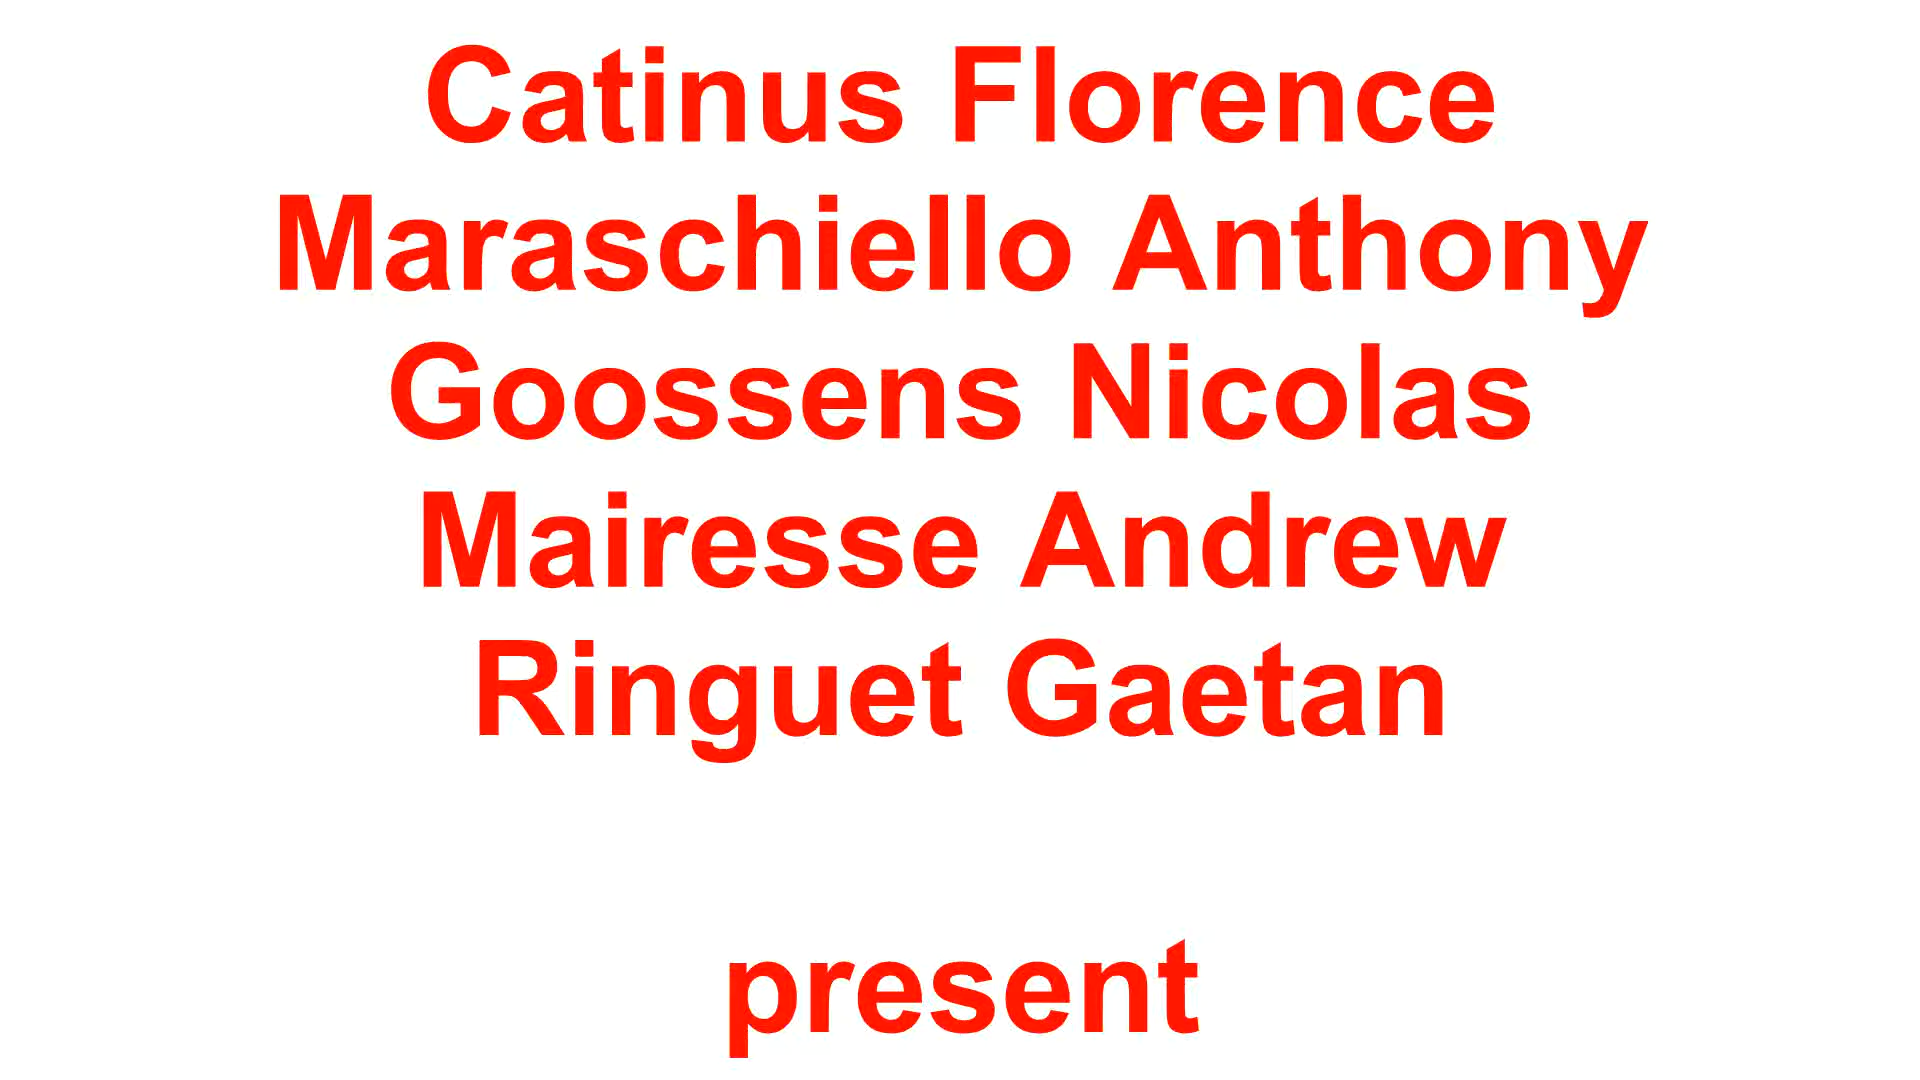 Catinus Florence
Maraschiello Anthony
Goossens Nicolas
Mairesse Andrew
Ringuet Gaetan
present